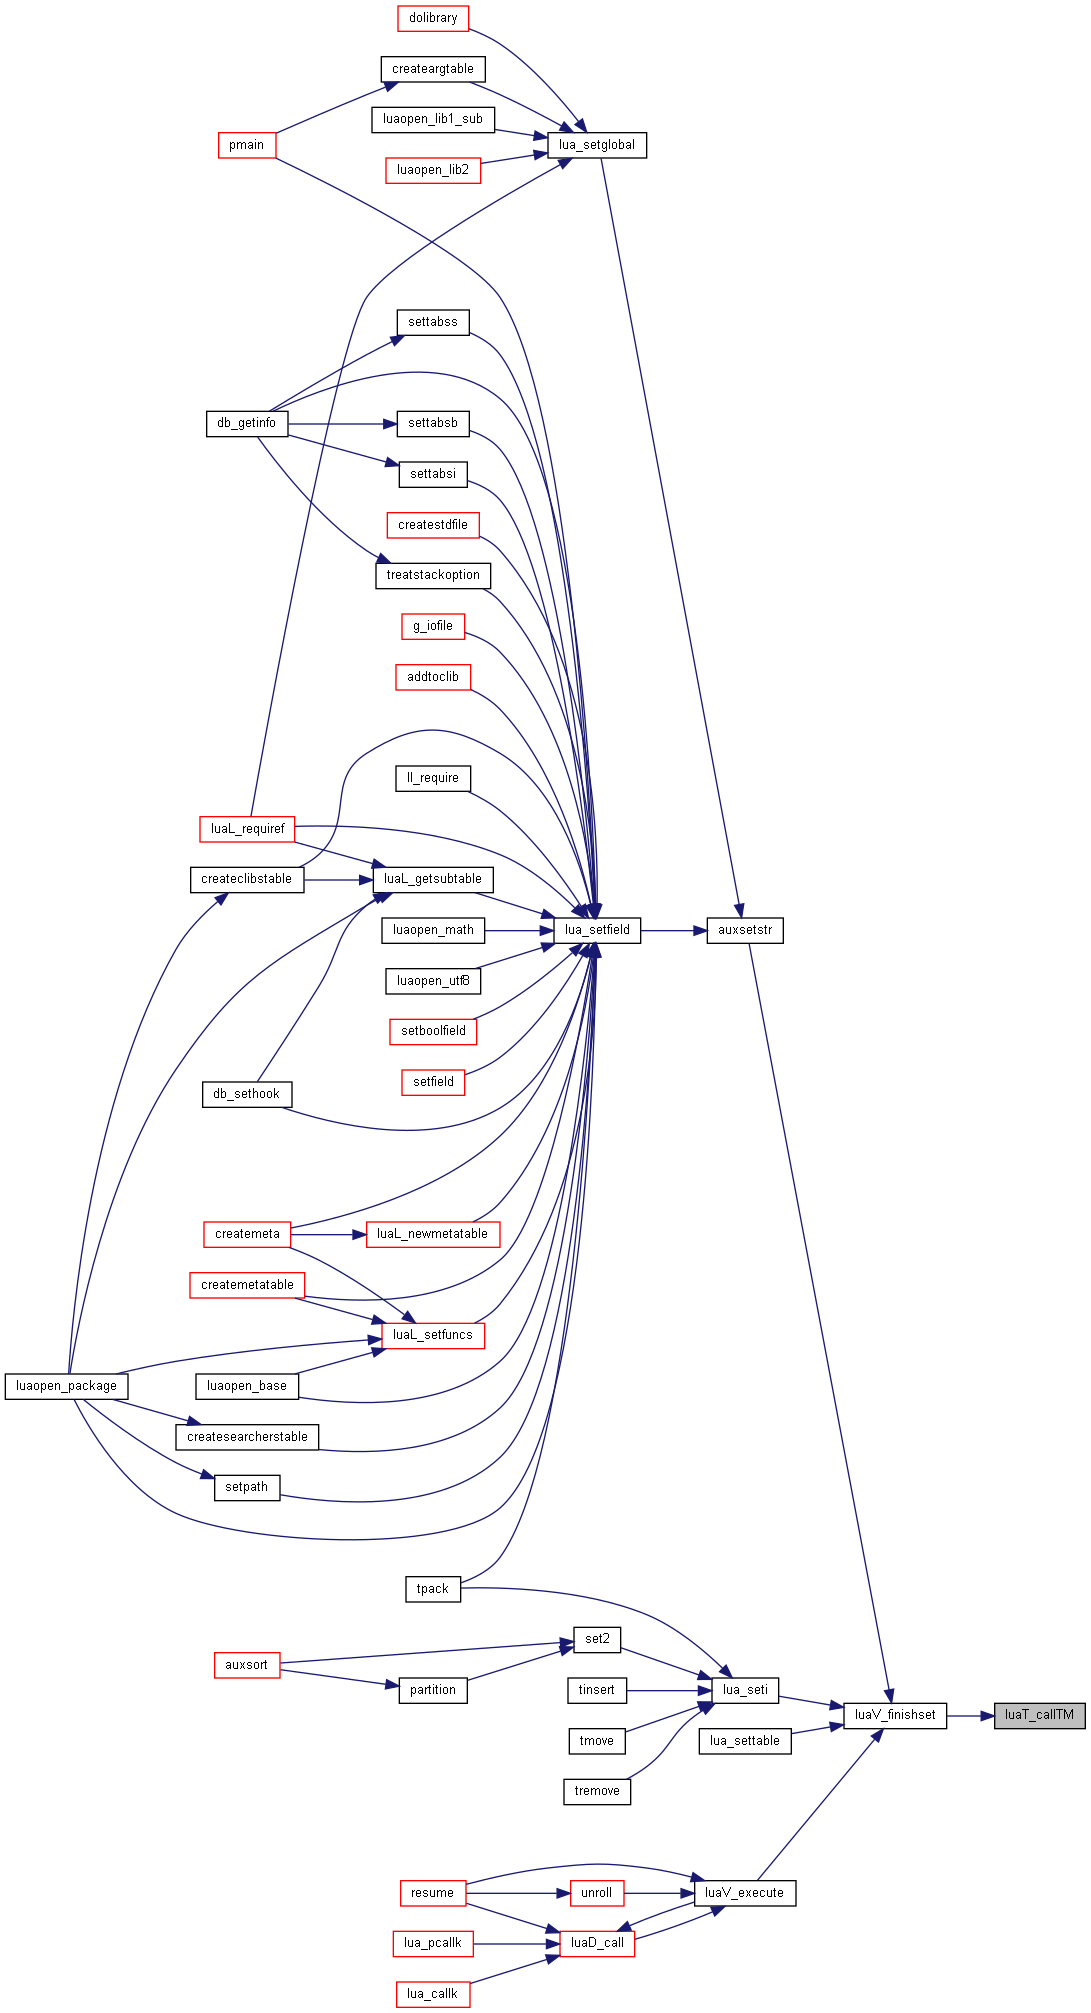 dolibrary
createargtable
luaopen_lib1_sub
pmain
lua_setglobal
luaopen_lib2
settabss
db_getinfo
settabsb
settabsi
createstdfile
treatstackoption
g_iofile
addtoclib
ll_require
luaL_requiref
createclibstable
luaL_getsubtable
luaopen_math
lua_setfield
auxsetstr
luaopen_utf8
setboolfield
setfield
db_sethook
createmeta
luaL_newmetatable
createmetatable
luaL_setfuncs
luaopen_package
luaopen_base
createsearcherstable
setpath
tpack
set2
auxsort
partition
tinsert
lua_seti
luaV_finishset
luaT_callTM
tmove
lua_settable
tremove
resume
unroll
luaV_execute
lua_pcallk
luaD_call
lua_callk